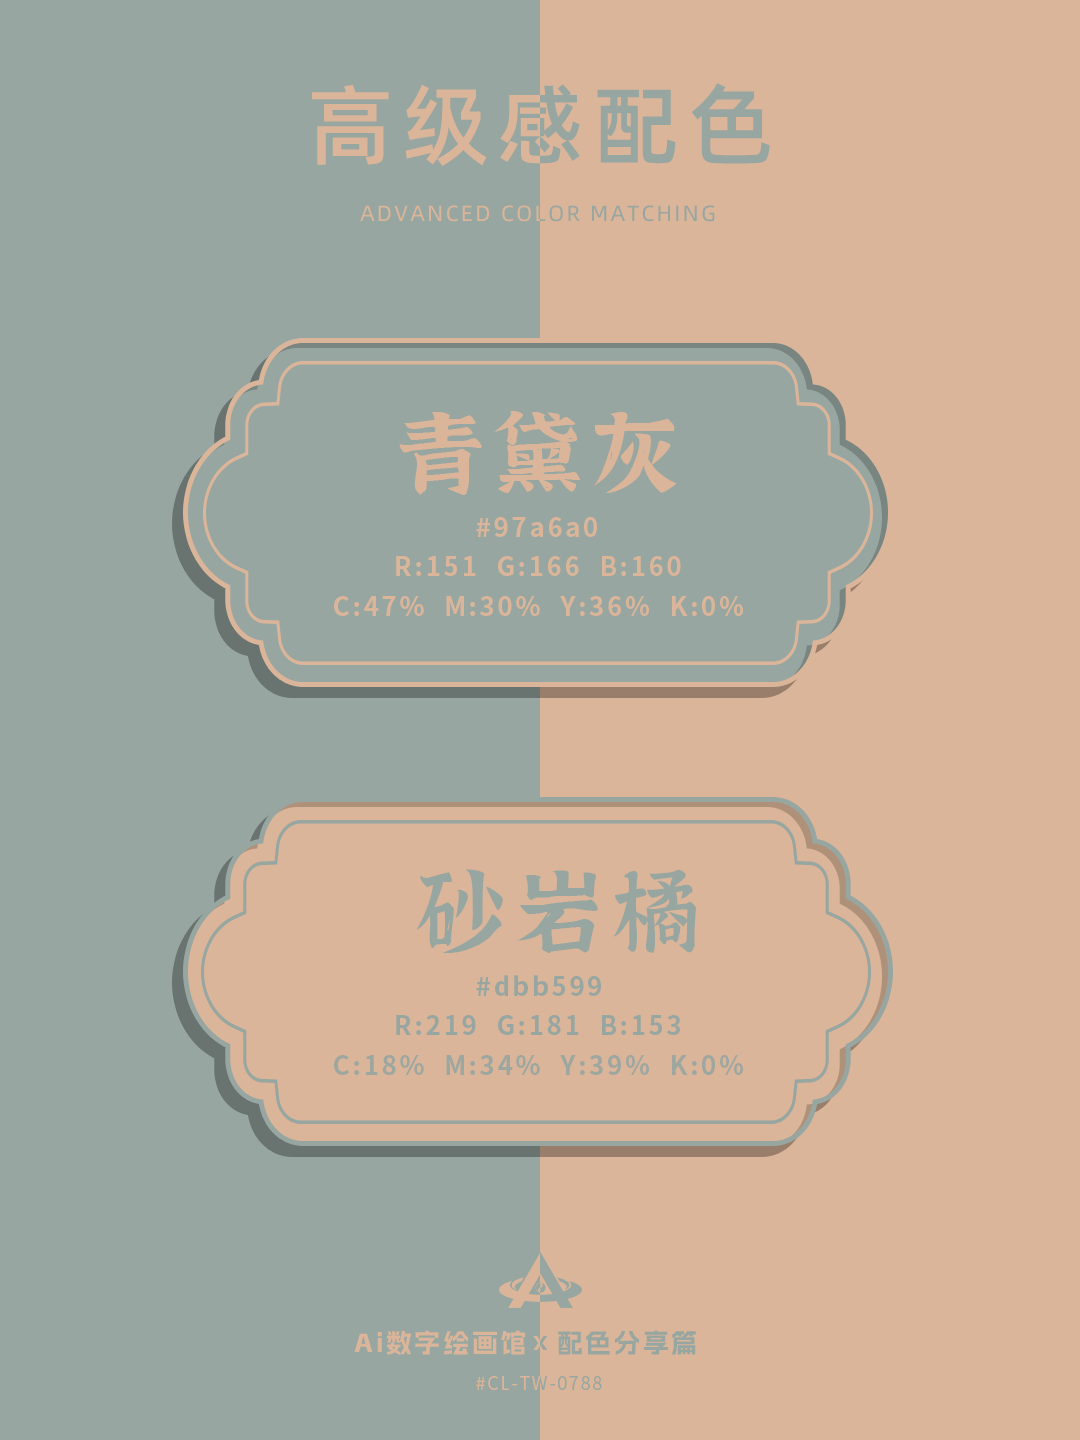 高级感配色
ADVANCED COLOR MATCHING
青黛灰
#97a6a0
R:151 G:166 B:160
C:47% M:30% Y:36% K:0%
砂岩橘
#dbb599
R:219 G:181 B:153
C:18% M:34% Y:39% K:0%
Ai数字绘画馆 x 配色分享篇
#CL-TW-0788